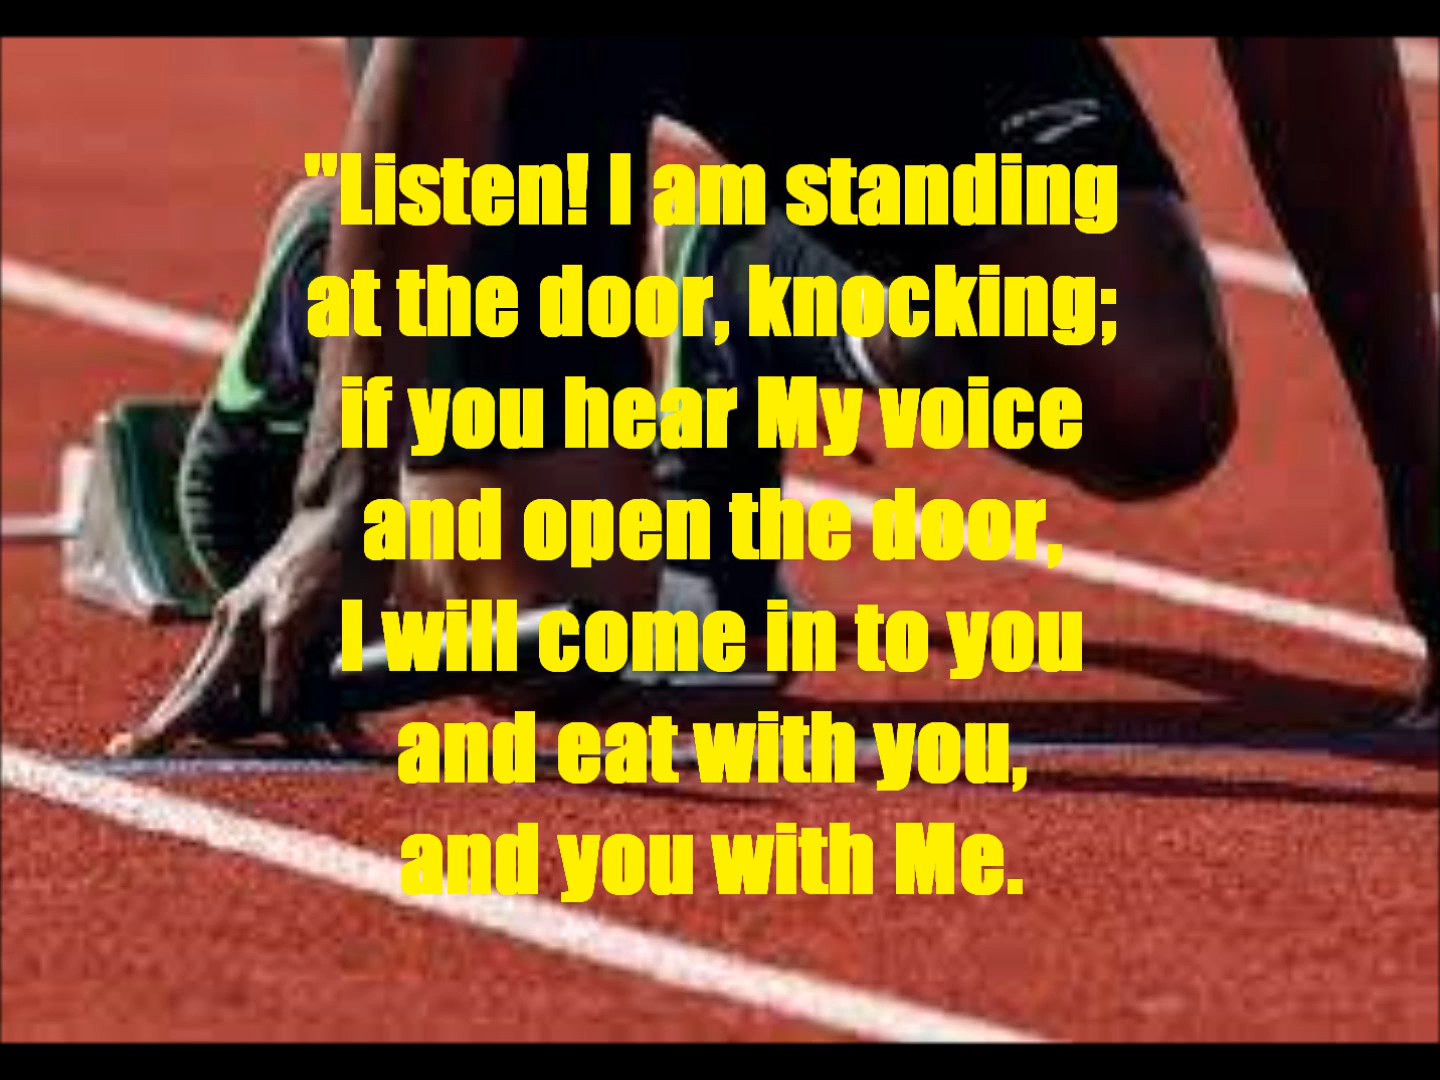 "Listen! I am standing
at the door, knocking;
if you hear My voice
and open the door,
I will come in to you
and eat with you,
and you with Me.